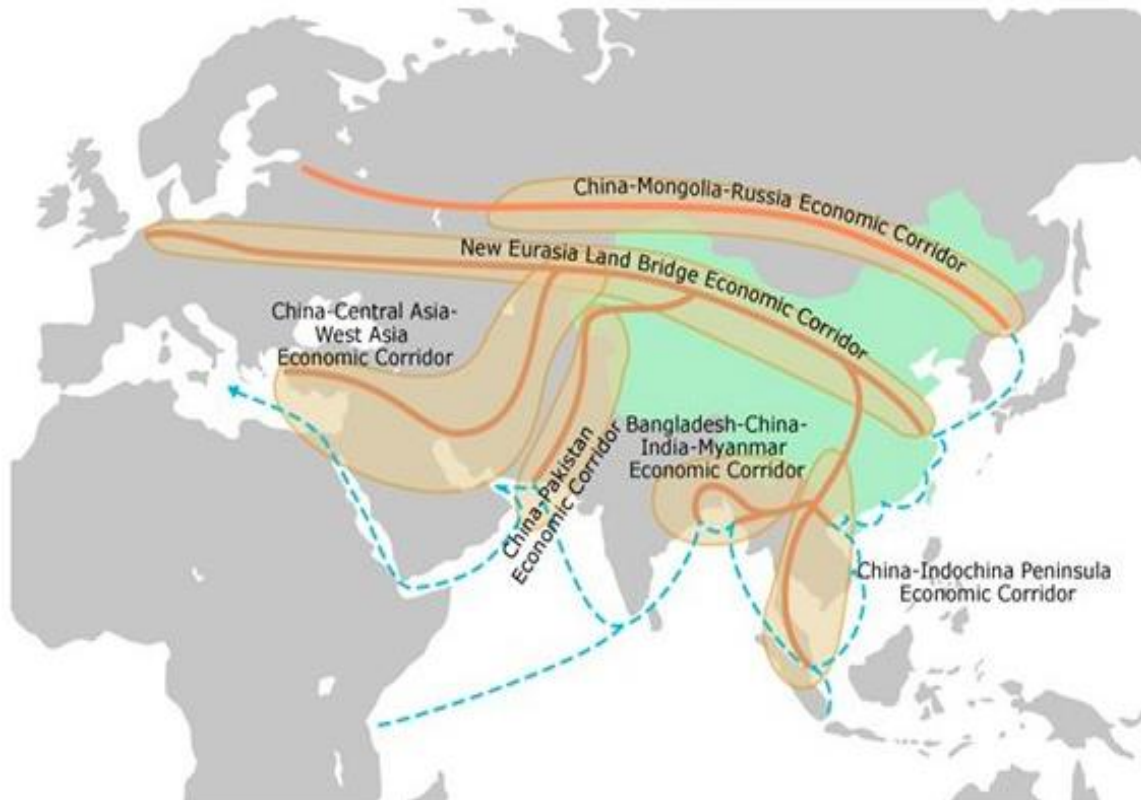 China-Mongolia-Russia Economic Corridor
New Eurasia Land Bridge Economic Corridor
China-Central Asia-
West Asia
Economic Corridor
China-Pakistan
Economic Corridor
Bangladesh-China-
India-Myanmar
Economic Corridor
China-Indochina Peninsula
Economic Corridor